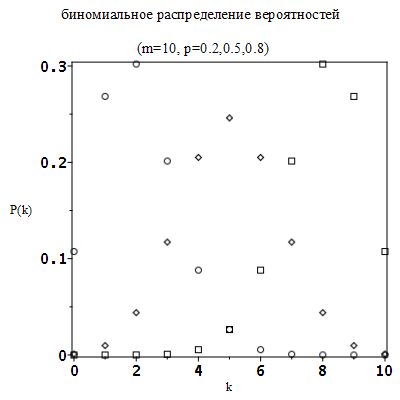 биномиальное распределение вероятностей
(m=10, p=0.2,0.5,0.8)
0.3
0.2
P(k)
0.1
0
0 2 4 6 8 10
k